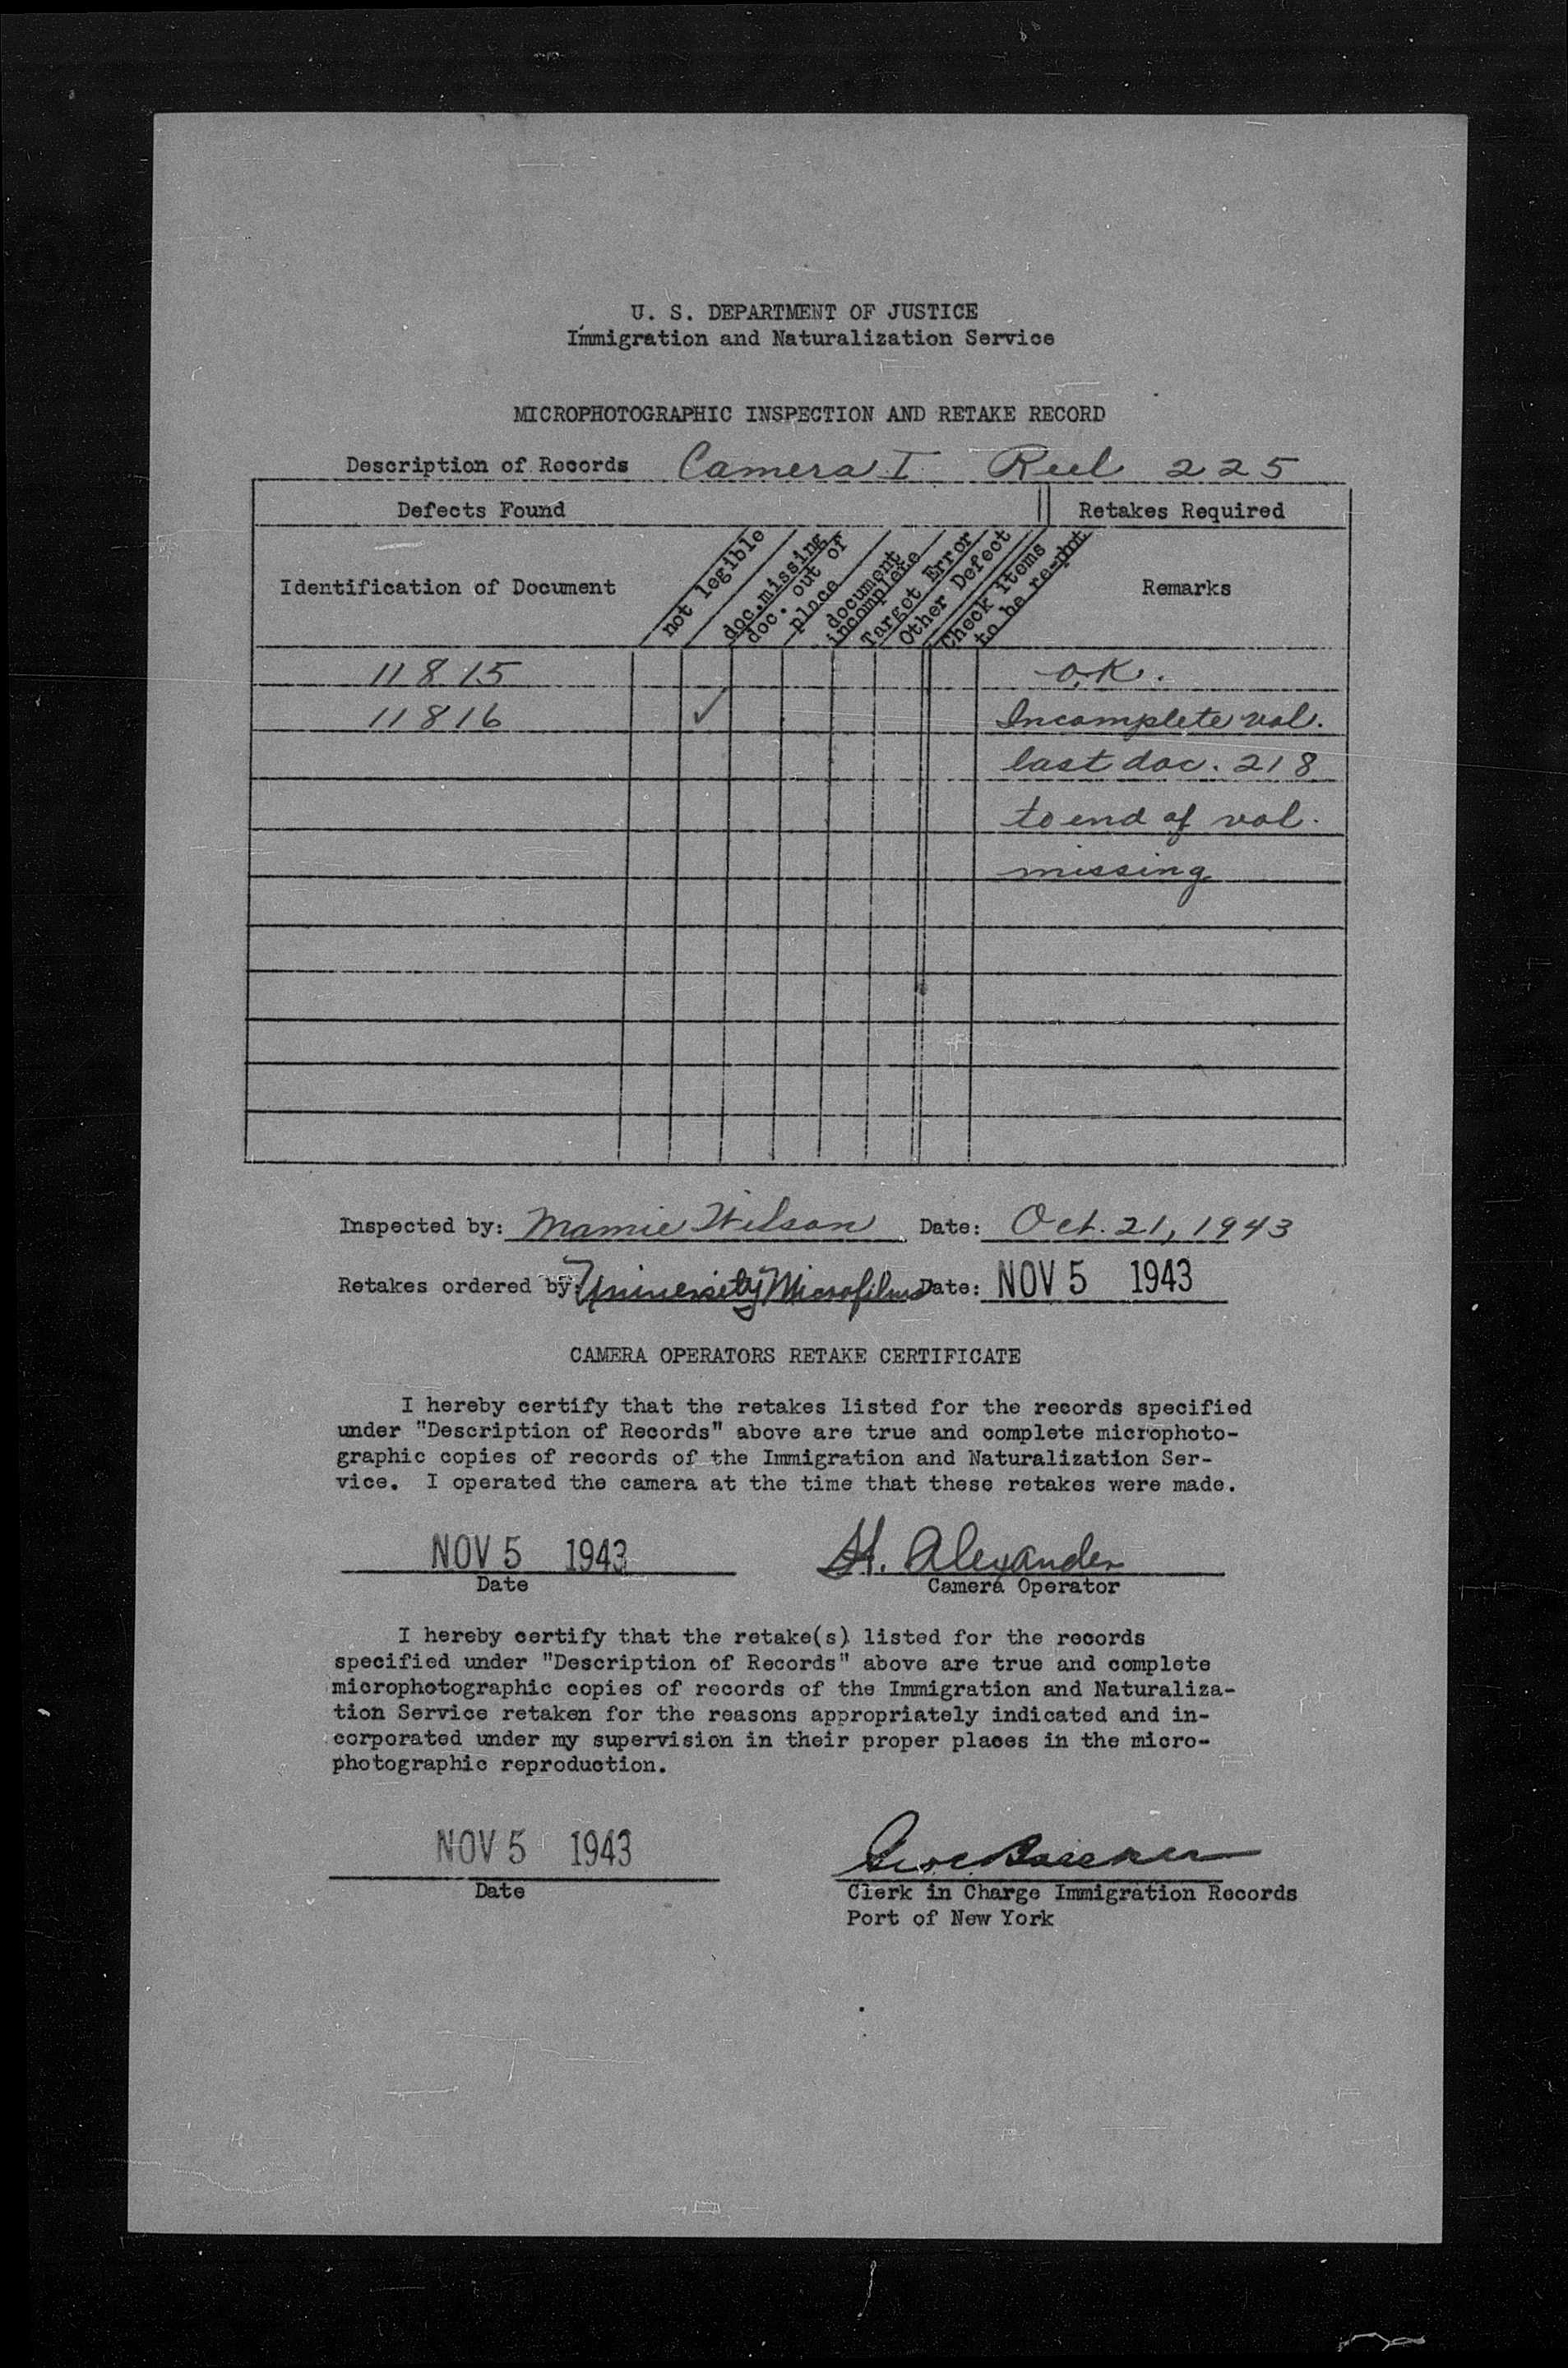 U. S. DEPARTMENT OF JUSTICE
Immigration and Naturalization Service
MICROPHOTOGRAPHIC INSPECTION AND RETAKE RECORD
Description of Records Camera I Reel 225
Defects Found Retakes Required
Identification of Document
not legible
doc. missing
doc. out of
place
document
incomplete
Target Error
Other Defect
Check items
to be re-phot
Remarks
11815 O.K.
11816 ✓ Incomplete vol.
last doc. 218
to end of vol.
missing
Inspected by: Mamie Wilson Date: Oct. 21, 1943
Retakes ordered by: University Microfilms Date: NOV 5 1943
CAMERA OPERATORS RETAKE CERTIFICATE
I hereby certify that the retakes listed for the records specified
under "Description of Records" above are true and complete microphoto-
graphic copies of records of the Immigration and Naturalization Ser-
vice. I operated the camera at the time that these retakes were made.
NOV 5 1943 H. Alexander
Date Camera Operator
I hereby certify that the retake(s) listed for the records
specified under "Description of Records" above are true and complete
microphotographic copies of records of the Immigration and Naturaliza-
tion Service retaken for the reasons appropriately indicated and in-
corporated under my supervision in their proper places in the micro-
photographic reproduction.
NOV 5 1943
Date Clerk in Charge Immigration Records
Port of New York